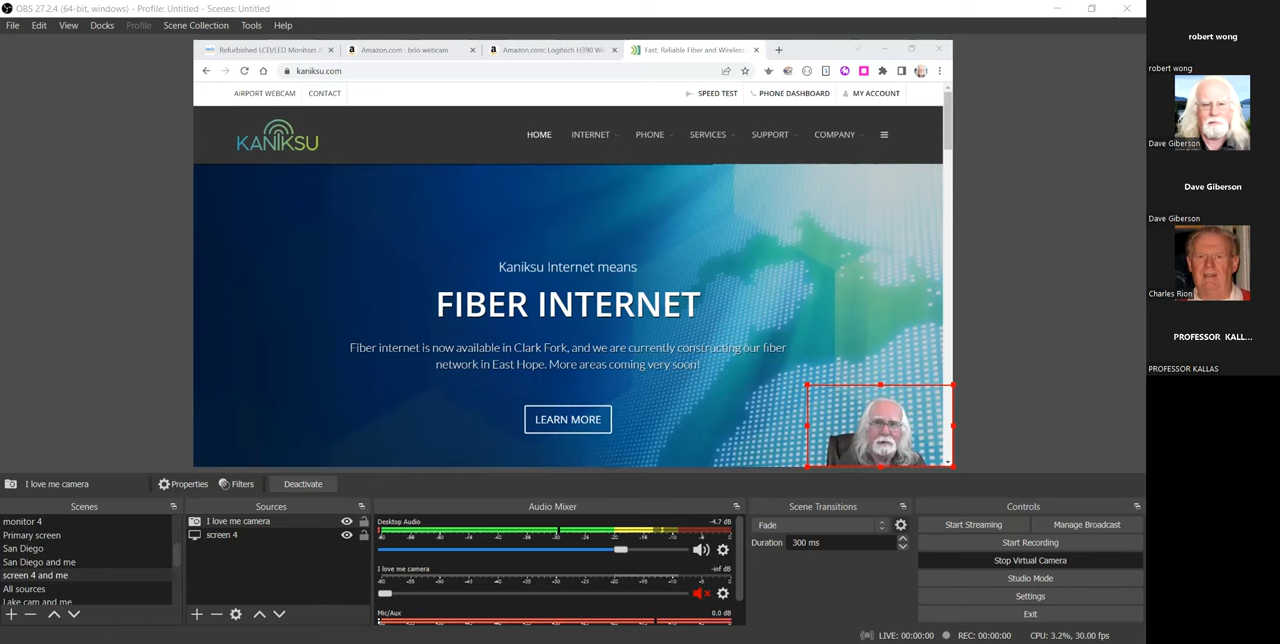 OBS 27.2.4 (64-bit, windows) - Profile: Untitled - Scenes: Untitled
File Edit View Docks Profile Scene Collection Tools Help
Refurbished LCD/LED Monitors
Amazon.com : brio webcam
Amazon.com: Logitech H390
Fast, Reliable Fiber and Wireless
kaniksu.com
AIRPORT WEBCAM CONTACT SPEED TEST PHONE DASHBOARD MY ACCOUNT
KANIKSU
HOME INTERNET PHONE SERVICES SUPPORT COMPANY
Kaniksu Internet means
FIBER INTERNET
Fiber internet is now available in Clark Fork, and we are currently constructing our fiber
network in East Hope. More areas coming very soon!
LEARN MORE
I love me camera Properties Filters Deactivate
Scenes
monitor 4
Primary screen
San Diego
San Diego and me
screen 4 and me
All sources
Lake cam and me
Sources
I love me camera
screen 4
Audio Mixer
Desktop Audio -4.7 dB
I love me camera -inf dB
Mic/Aux 0.0 dB
Scene Transitions
Fade
Duration 300 ms
Controls
Start Streaming Manage Broadcast
Start Recording
Stop Virtual Camera
Studio Mode
Settings
Exit
LIVE: 00:00:00 REC: 00:00:00 CPU: 3.2%, 30.00 fps
robert wong
robert wong
Dave Giberson
Dave Giberson
Dave Giberson
Charles Rion
PROFESSOR KALL...
PROFESSOR KALLAS